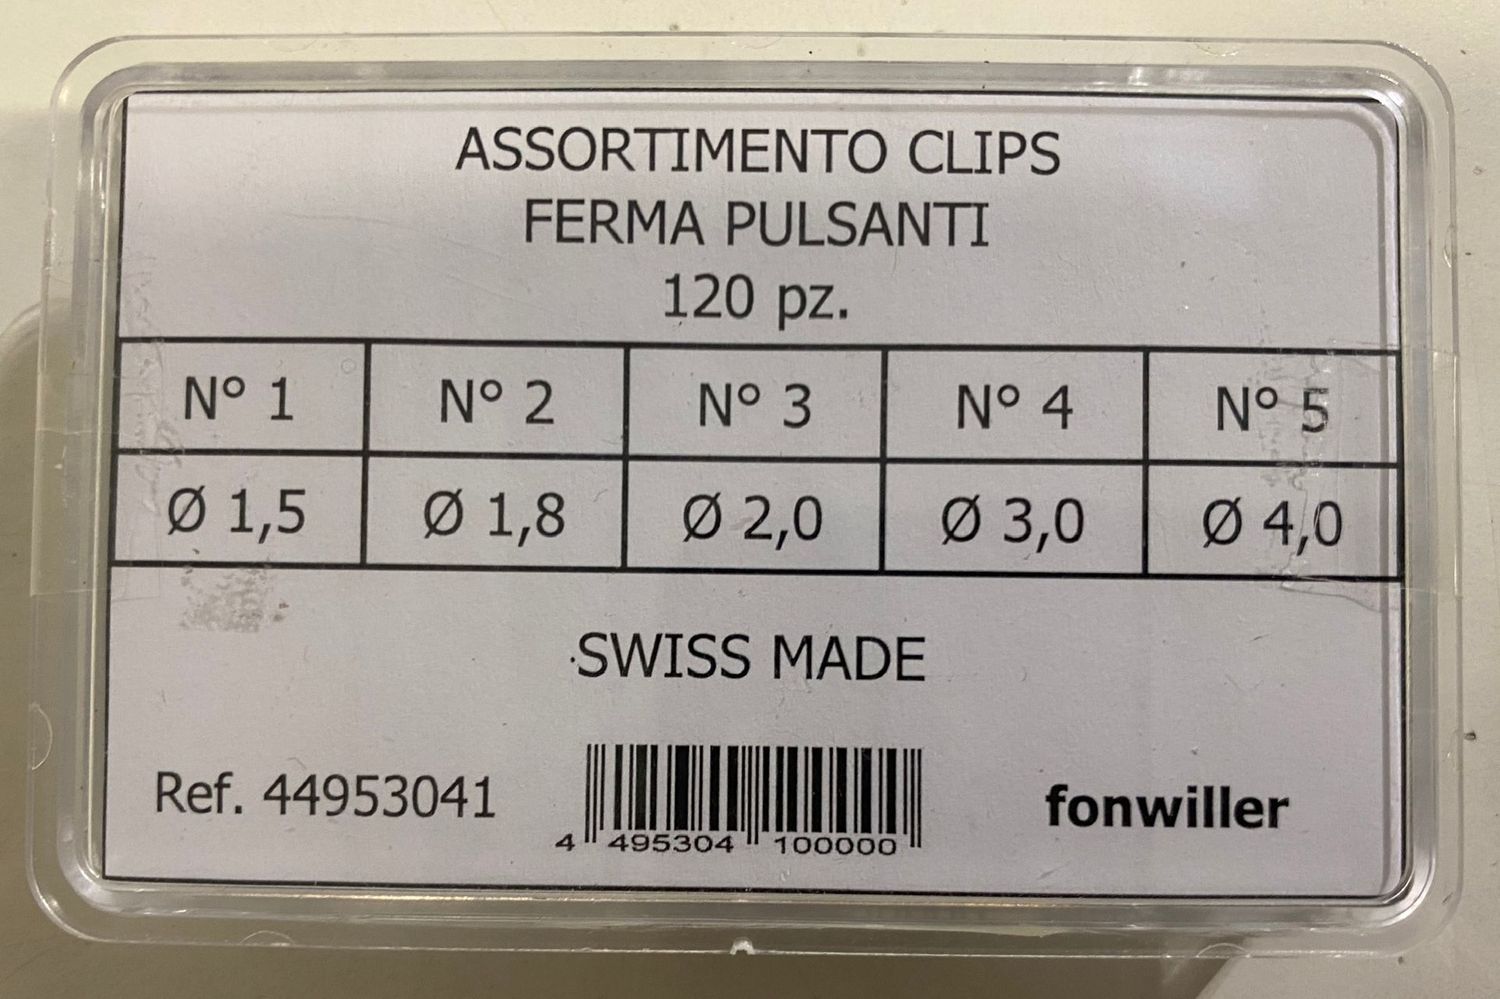 ASSORTIMENTO CLIPS
FERMA PULSANTI
120 pz.
N° 1 N° 2 N° 3 N° 4 N° 5
Ø 1,5 Ø 1,8 Ø 2,0 Ø 3,0 Ø 4,0
SWISS MADE
Ref. 44953041
4 495304 100000
fonwiller